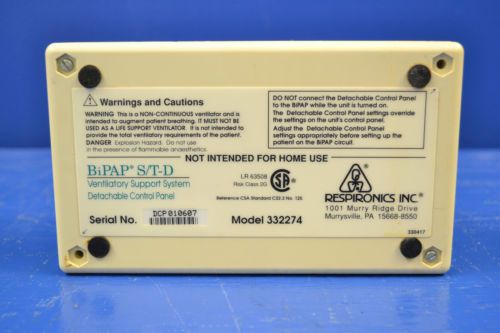 Warnings and Cautions
WARNING This is a NON-CONTINUOUS ventilator and is
intended to augment patient breathing. IT MUST NOT BE
USED AS A LIFE SUPPORT VENTILATOR. It is not intended to
provide the total ventilatory requirements of the patient.
DANGER Explosion Hazard. Do not use
in the presence of flammable anaesthetics.
DO NOT connect the Detachable Control Panel
to the BiPAP while the unit is turned on.
The Detachable Control Panel settings override
the settings on the unit's control panel.
Adjust the Detachable Control Panel
settings appropriately before setting up the
patient on the BiPAP circuit.
NOT INTENDED FOR HOME USE
BiPAP® S/T-D
Ventilatory Support System
Detachable Control Panel
Serial No. DCP010607
LR 63508
Risk Class 2G
SA
Reference CSA Standard C22.2 No. 125
Model 332274
RESPIRONICS INC.®
1001 Murry Ridge Drive
Murrysville, PA 15668-8550
330417